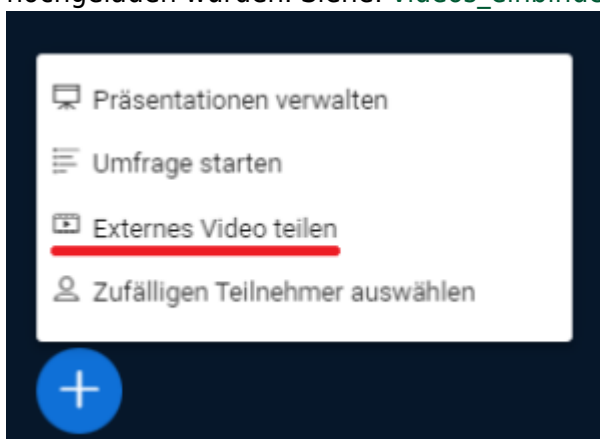 Präsentationen verwalten
Umfrage starten
Externes Video teilen
Zufälligen Teilnehmer auswählen